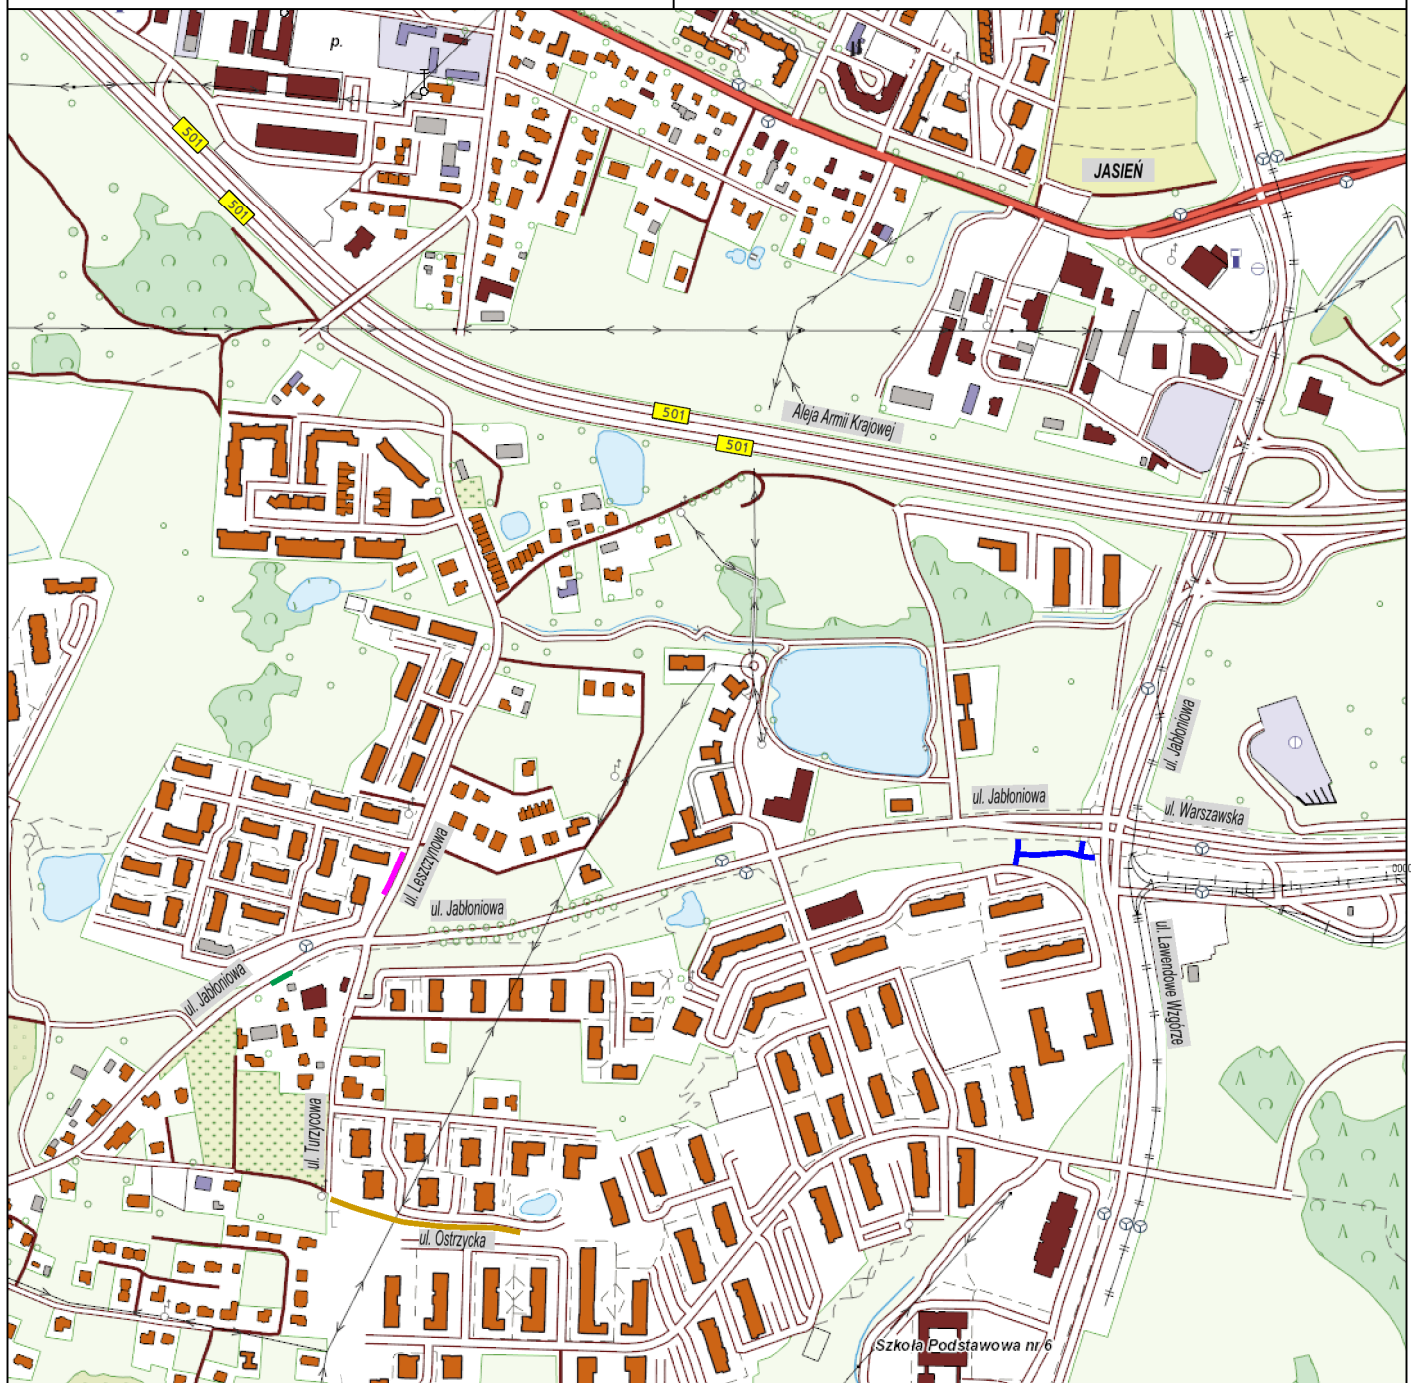 p.
501
JASIEŃ
501
501
Aleja Armii Krajowej
501
ul. Jabłoniowa
ul. Jabłoniowa
ul. Warszawska
ul. Leszczynowa
ul. Jabłoniowa
ul. Jabłoniowa
ul. Lawendowe Wzgórze
ul. Turzycowa
ul. Ostrzycka
Szkoła Podstawowa nr 6